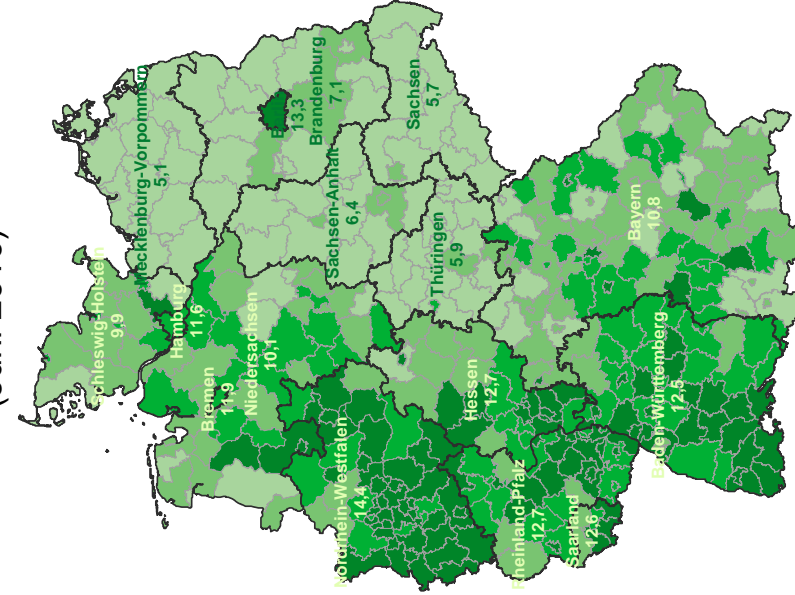 Schleswig-Holstein
9,9
Mecklenburg-Vorpommern
5,1
Hamburg
11,6
Bremen
11,9
Niedersachsen
10,1
13,3
Brandenburg
7,1
Sachsen-Anhalt
6,4
Sachsen
5,7
Thüringen
5,9
Nordrhein-Westfalen
14,4
Hessen
12,7
Rheinland-Pfalz
12,7
Saarland
12,6
Baden-Württemberg
12,5
Bayern
10,8